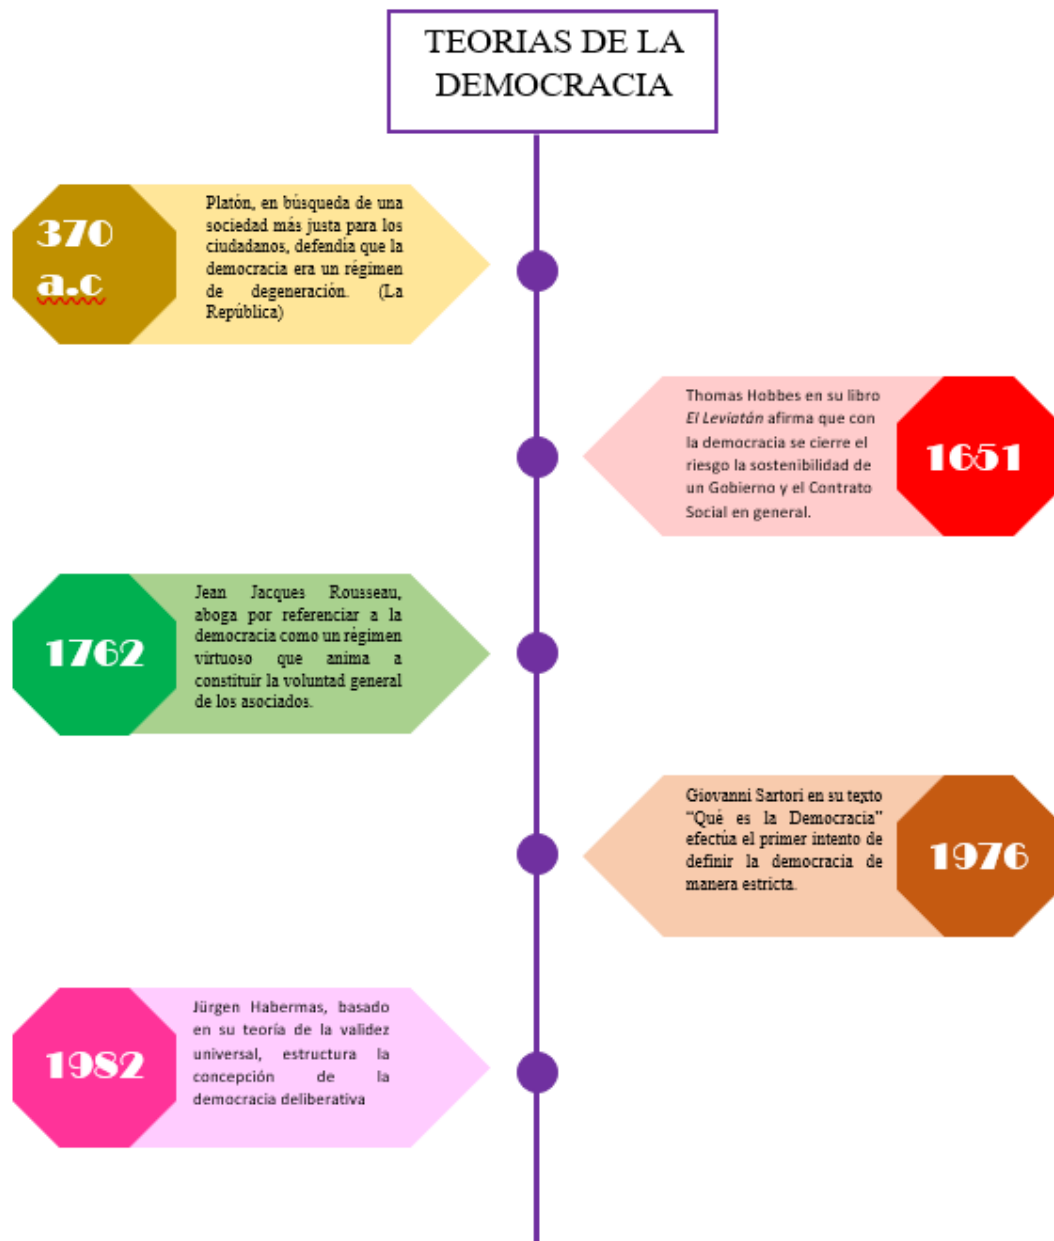 TEORIAS DE LA
DEMOCRACIA
370
a.c
Platón, en búsqueda de una
sociedad más justa para los
ciudadanos, defendía que la
democracia era un régimen
de degeneración. (La
República)
Thomas Hobbes en su libro
El Leviatán afirma que con
la democracia se cierre el
riesgo la sostenibilidad de
un Gobierno y el Contrato
Social en general.
1651
1762
Jean Jacques Rousseau,
aboga por referenciar a la
democracia como un régimen
virtuoso que anima a
constituir la voluntad general
de los asociados.
Giovanni Sartori en su texto
“Qué es la Democracia”
efectúa el primer intento de
definir la democracia de
manera estricta.
1976
1982
Jürgen Habermas, basado
en su teoría de la validez
universal, estructura la
concepción de la
democracia deliberativa